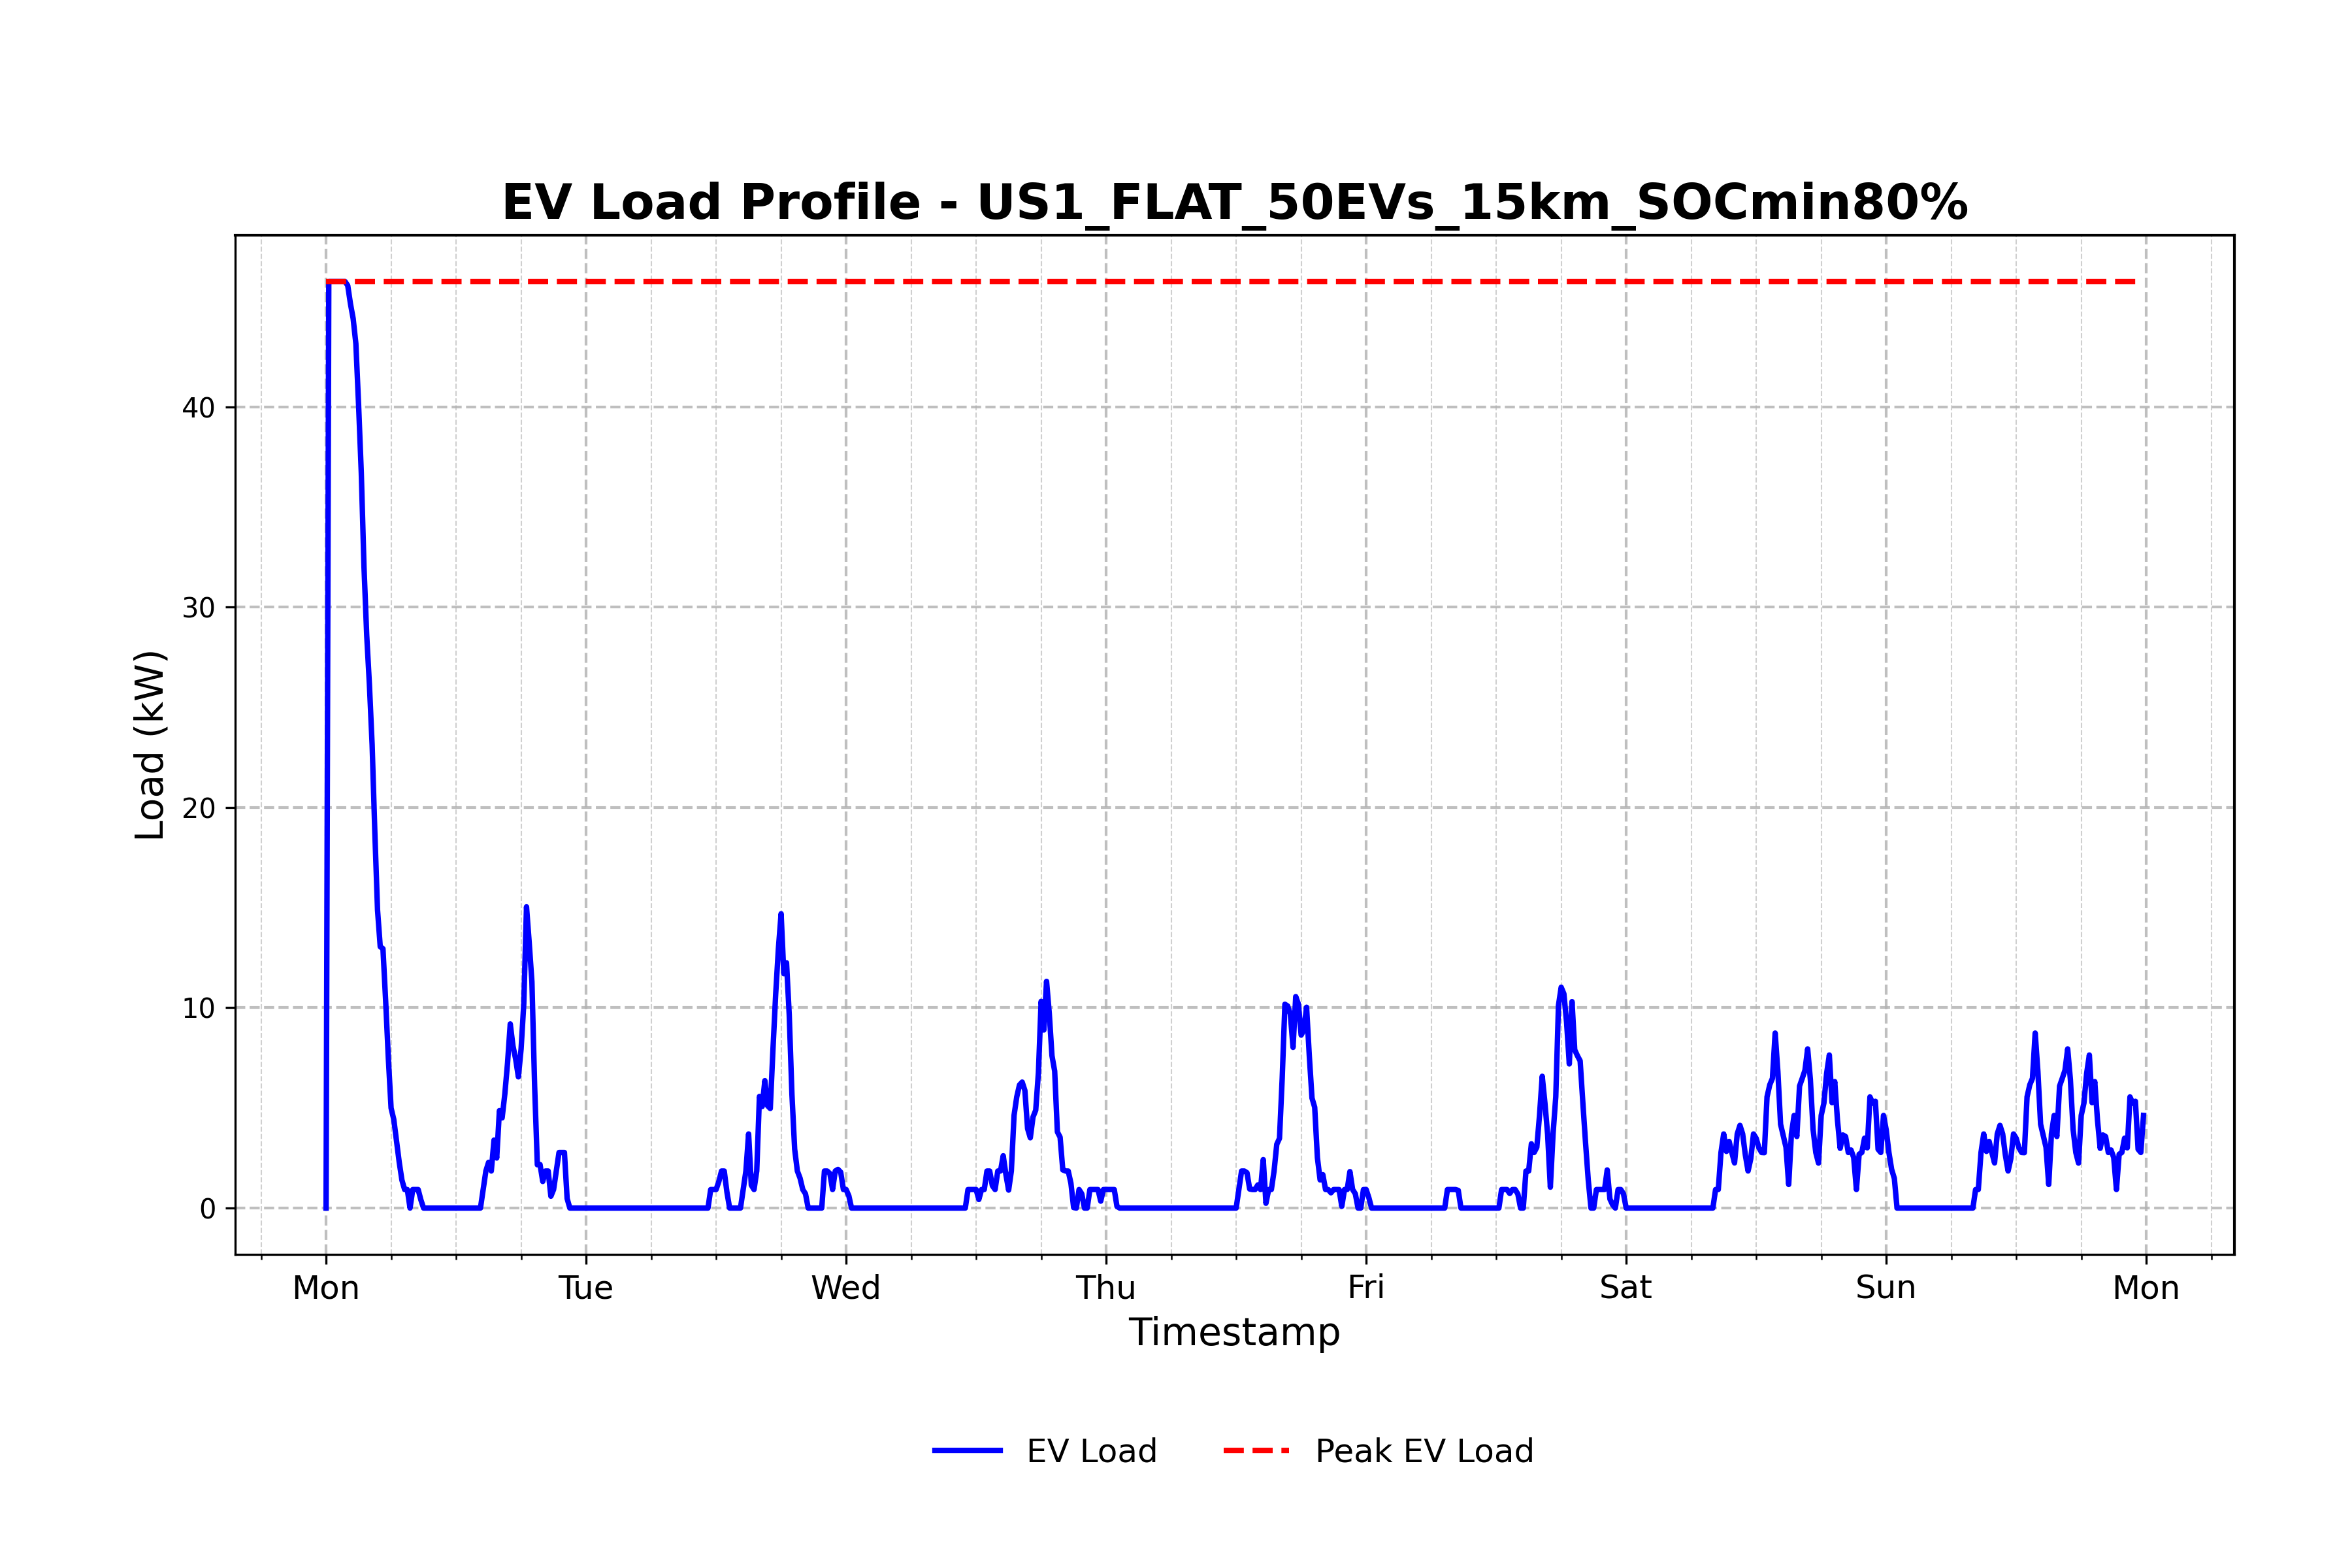 EV Load Profile - US1_FLAT_50EVs_15km_SOCmin80%
Load (kW)
40
30
20
10
0
Mon Tue Wed Thu Fri Sat Sun Mon
Timestamp
EV Load Peak EV Load